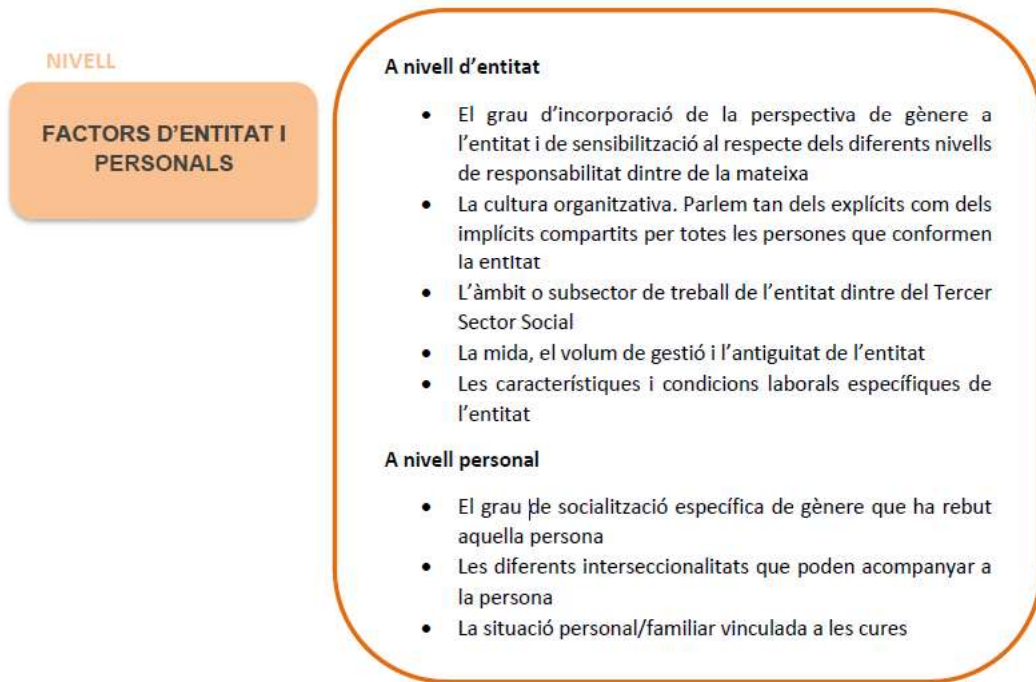 NIVELL
FACTORS D'ENTITAT I
PERSONALS
A nivell d'entitat
• El grau d'incorporació de la perspectiva de gènere a
l'entitat i de sensibilització al respecte dels diferents nivells
de responsabilitat dintre de la mateixa
• La cultura organitzativa. Parlem tan dels explícits com dels
implícits compartits per totes les persones que conformen
la entitat
• L'àmbit o subsector de treball de l'entitat dintre del Tercer
Sector Social
• La mida, el volum de gestió i l'antiguitat de l'entitat
• Les característiques i condicions laborals específiques de
l'entitat
A nivell personal
• El grau de socialització específica de gènere que ha rebut
aquella persona
• Les diferents interseccionalitats que poden acompanyar a
la persona
• La situació personal/familiar vinculada a les cures